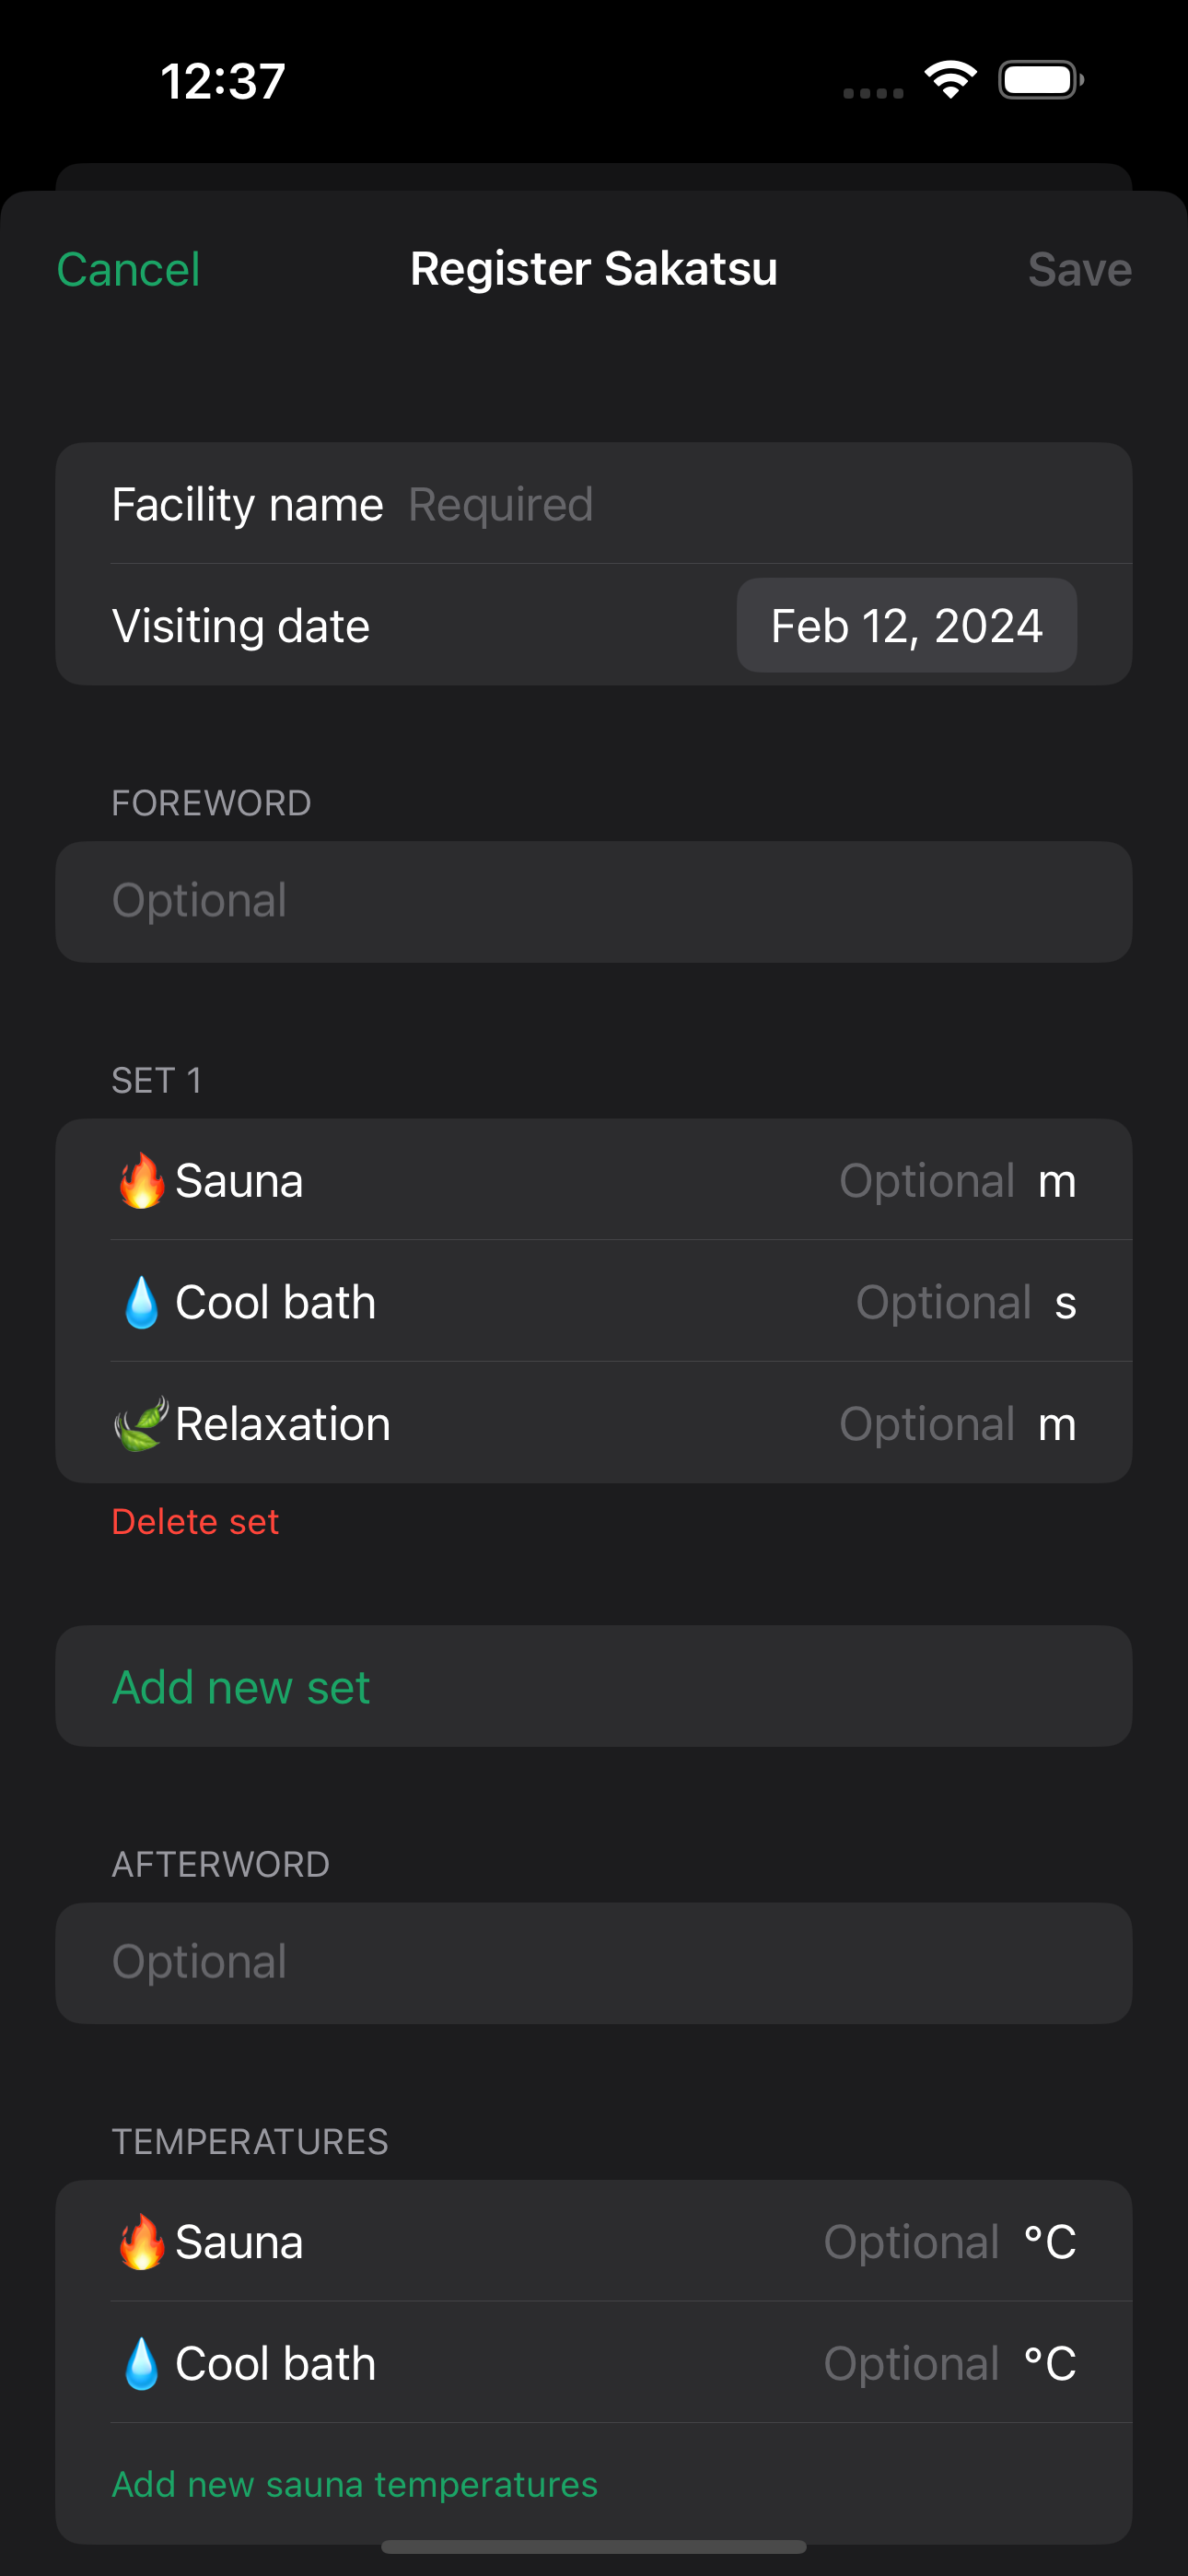 12:37
Cancel Register Sakatsu Save
Facility name Required
Visiting date Feb 12, 2024
FOREWORD
Optional
SET 1
🔥Sauna Optional m
💧Cool bath Optional s
🍃Relaxation Optional m
Delete set
Add new set
AFTERWORD
Optional
TEMPERATURES
🔥Sauna Optional °C
💧Cool bath Optional °C
Add new sauna temperatures